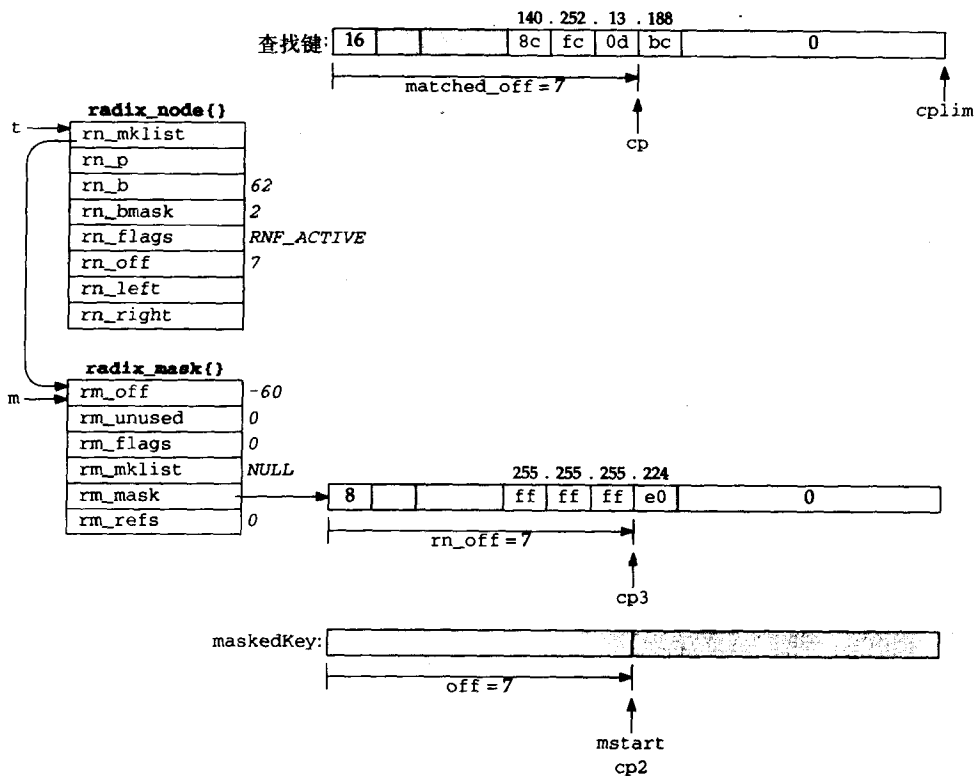 140 . 252 . 13 . 188
查找键: 16 8c fc 0d bc 0
matched_off = 7
cp
cplim
radix_node{}
t
rn_mklist
rn_p
rn_b 62
rn_bmask 2
rn_flags RNF_ACTIVE
rn_off 7
rn_left
rn_right
radix_mask{}
m
rm_off -60
rm_unused 0
rm_flags 0
rm_mklist NULL
rm_mask
rm_refs 0
255 . 255 . 255 . 224
8 ff ff ff e0 0
rn_off = 7
cp3
maskedKey:
off = 7
mstart
cp2